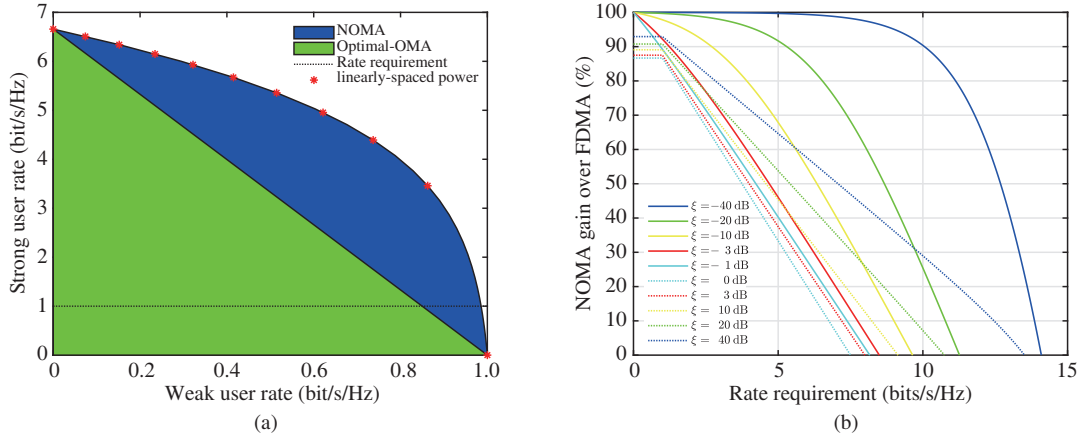 7
6
5
4
3
2
1
0
Strong user rate (bit/s/Hz)
NOMA
Optimal-OMA
Rate requirement
linearly-spaced power
0 0.2 0.4 0.6 0.8 1.0
Weak user rate (bit/s/Hz)
(a)
100
90
80
70
60
50
40
30
20
10
0
NOMA gain over FDMA (%)
ξ =−40 dB
ξ =−20 dB
ξ =−10 dB
ξ =− 3 dB
ξ =− 1 dB
ξ = 0 dB
ξ = 3 dB
ξ = 10 dB
ξ = 20 dB
ξ = 40 dB
0 5 10 15
Rate requirement (bits/s/Hz)
(b)